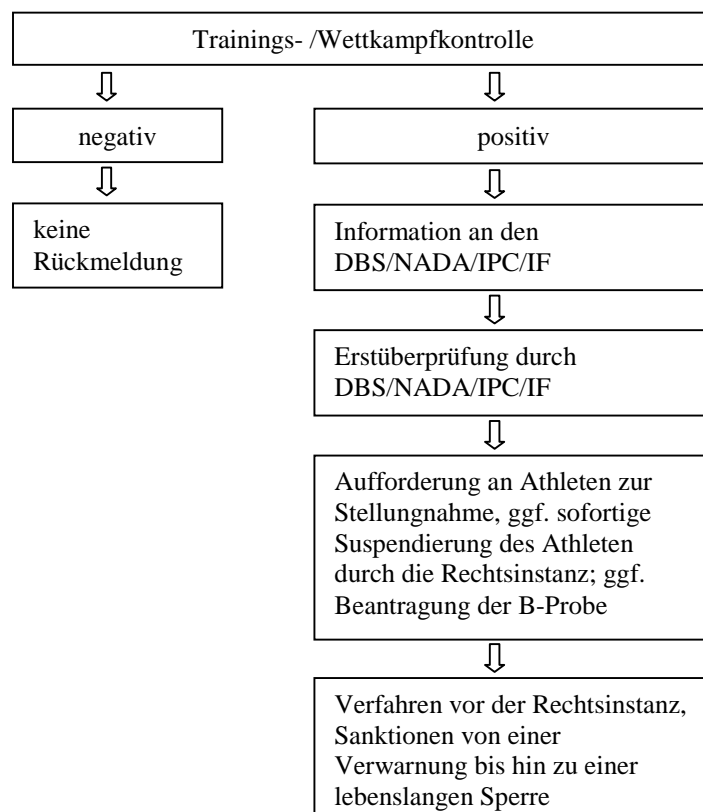 Trainings- /Wettkampfkontrolle
negativ
positiv
keine
Rückmeldung
Information an den
DBS/NADA/IPC/IF
Erstüberprüfung durch
DBS/NADA/IPC/IF
Aufforderung an Athleten zur
Stellungnahme, ggf. sofortige
Suspendierung des Athleten
durch die Rechtsinstanz; ggf.
Beantragung der B-Probe
Verfahren vor der Rechtsinstanz,
Sanktionen von einer
Verwarnung bis hin zu einer
lebenslangen Sperre